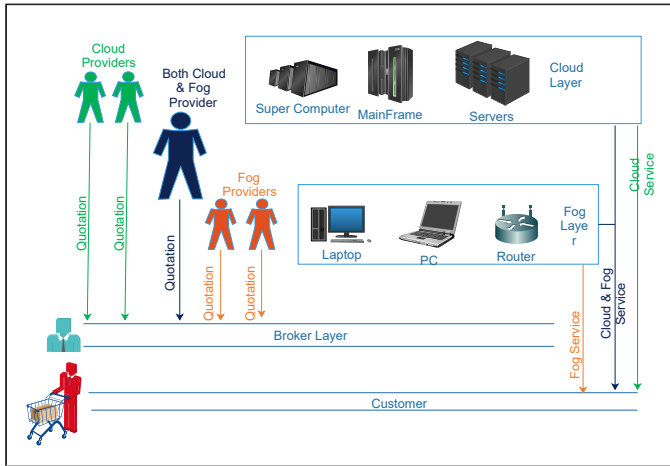 Cloud
Providers
Both Cloud
& Fog
Provider
Fog
Providers
Super Computer
MainFrame
Servers
Cloud
Layer
Laptop
PC
Router
Fog
Laye
r
Quotation
Quotation
Quotation
Quotation
Quotation
Cloud
Service
Cloud & Fog
Service
Fog Service
Broker Layer
Customer